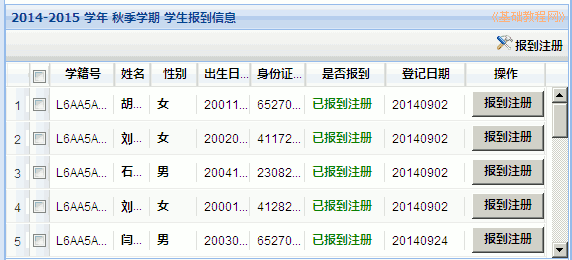 2014-2015 学年 秋季学期 学生报到信息 《基础教程网》
报到注册
学籍号 姓名 性别 出生日... 身份证... 是否报到 登记日期 操作
1 L6AA5A... 胡... 女 20011... 65270... 已报到注册 20140902 报到注册
2 L6AA5A... 刘... 女 20020... 41172... 已报到注册 20140902 报到注册
3 L6AA5A... 石... 男 20041... 23082... 已报到注册 20140902 报到注册
4 L6AA5A... 刘... 女 20001... 41282... 已报到注册 20140902 报到注册
5 L6AA5A... 闫... 男 20030... 65270... 已报到注册 20140924 报到注册